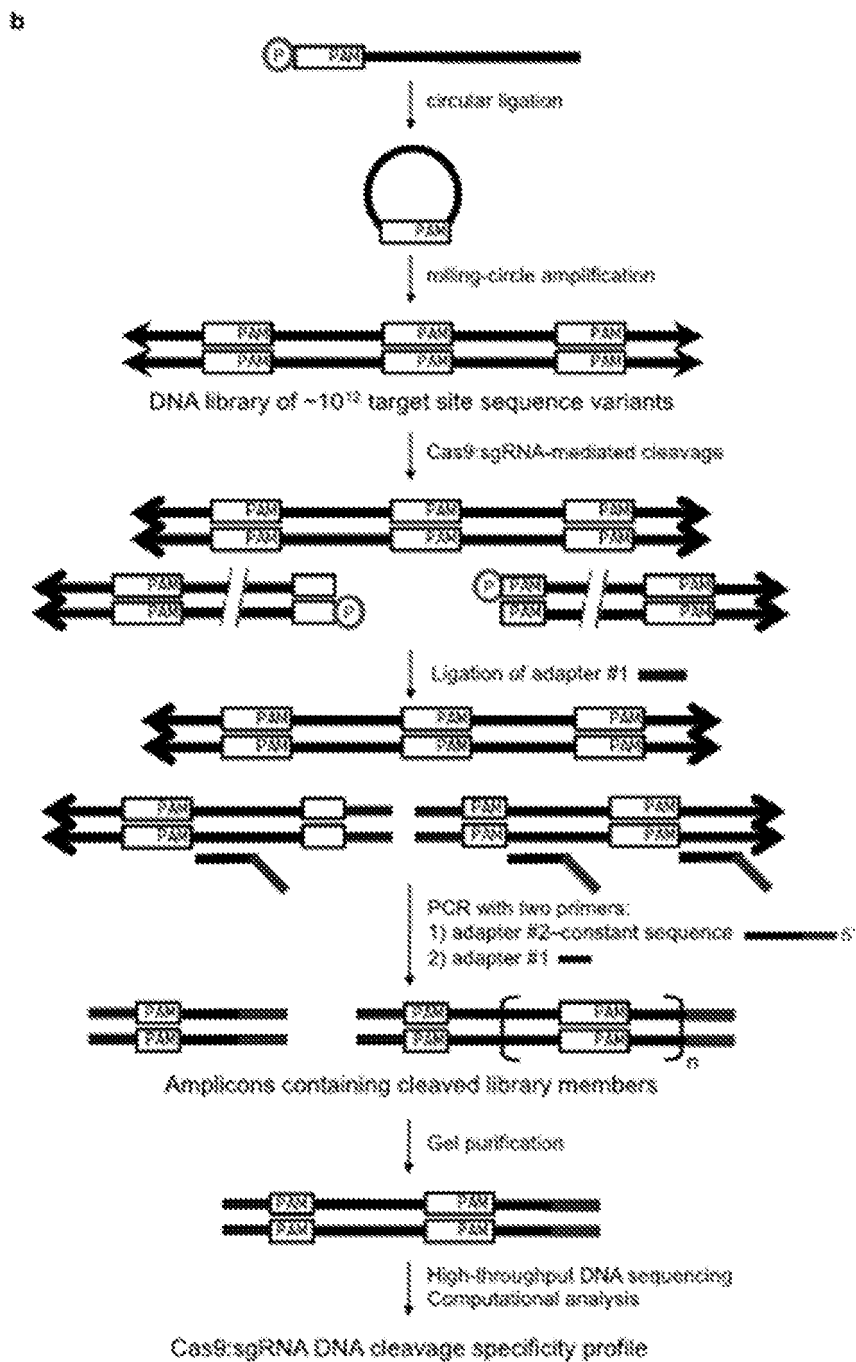 b
P PAM
circular ligation
PAM
rolling-circle amplification
PAM PAM PAM
PAM PAM PAM
DNA library of ~10¹² target site sequence variants
Cas9:sgRNA-mediated cleavage
PAM PAM PAM
PAM PAM PAM
PAM P PAM PAM
PAM P PAM PAM
Ligation of adapter #1
PAM PAM PAM
PAM PAM PAM
PAM PAM PAM
PAM PAM PAM
PCR with two primers:
1) adapter #2-constant sequence 5'
2) adapter #1
PAM PAM PAM
PAM PAM PAM
n
Amplicons containing cleaved library members
Gel purification
PAM PAM
PAM PAM
High-throughput DNA sequencing
Computational analysis
Cas9:sgRNA DNA cleavage specificity profile